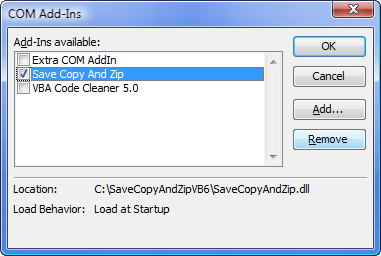 COM Add-Ins
Add-Ins available:
Extra COM AddIn
Save Copy And Zip
VBA Code Cleaner 5.0
OK
Cancel
Add...
Remove
Location: C:\SaveCopyAndZipVB6\SaveCopyAndZip.dll
Load Behavior: Load at Startup